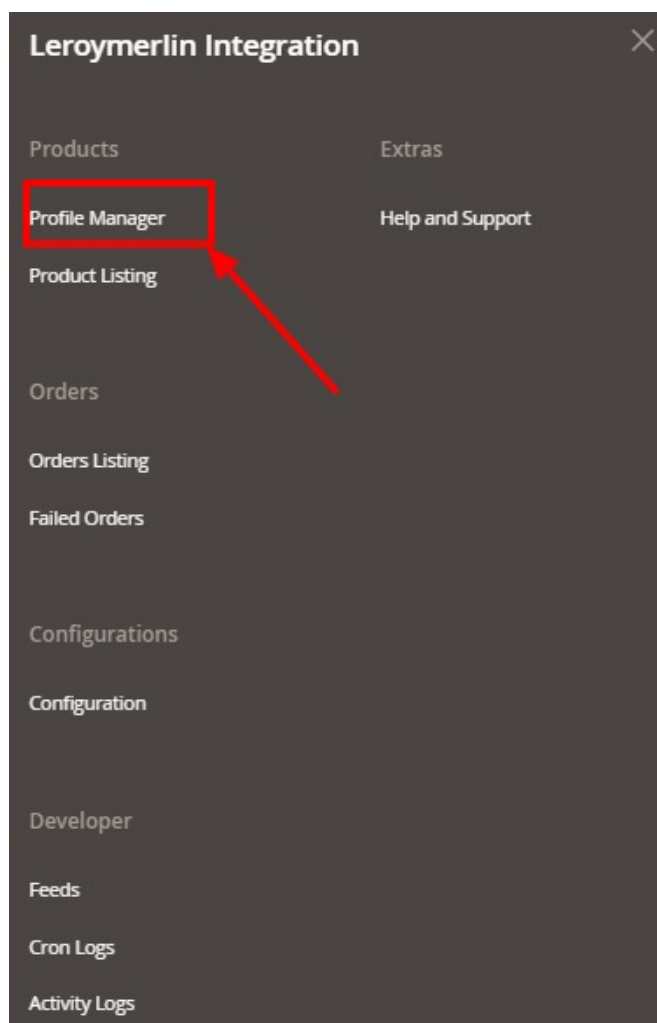 Leroymerlin Integration
Products
Profile Manager
Product Listing
Extras
Help and Support
Orders
Orders Listing
Failed Orders
Configurations
Configuration
Developer
Feeds
Cron Logs
Activity Logs